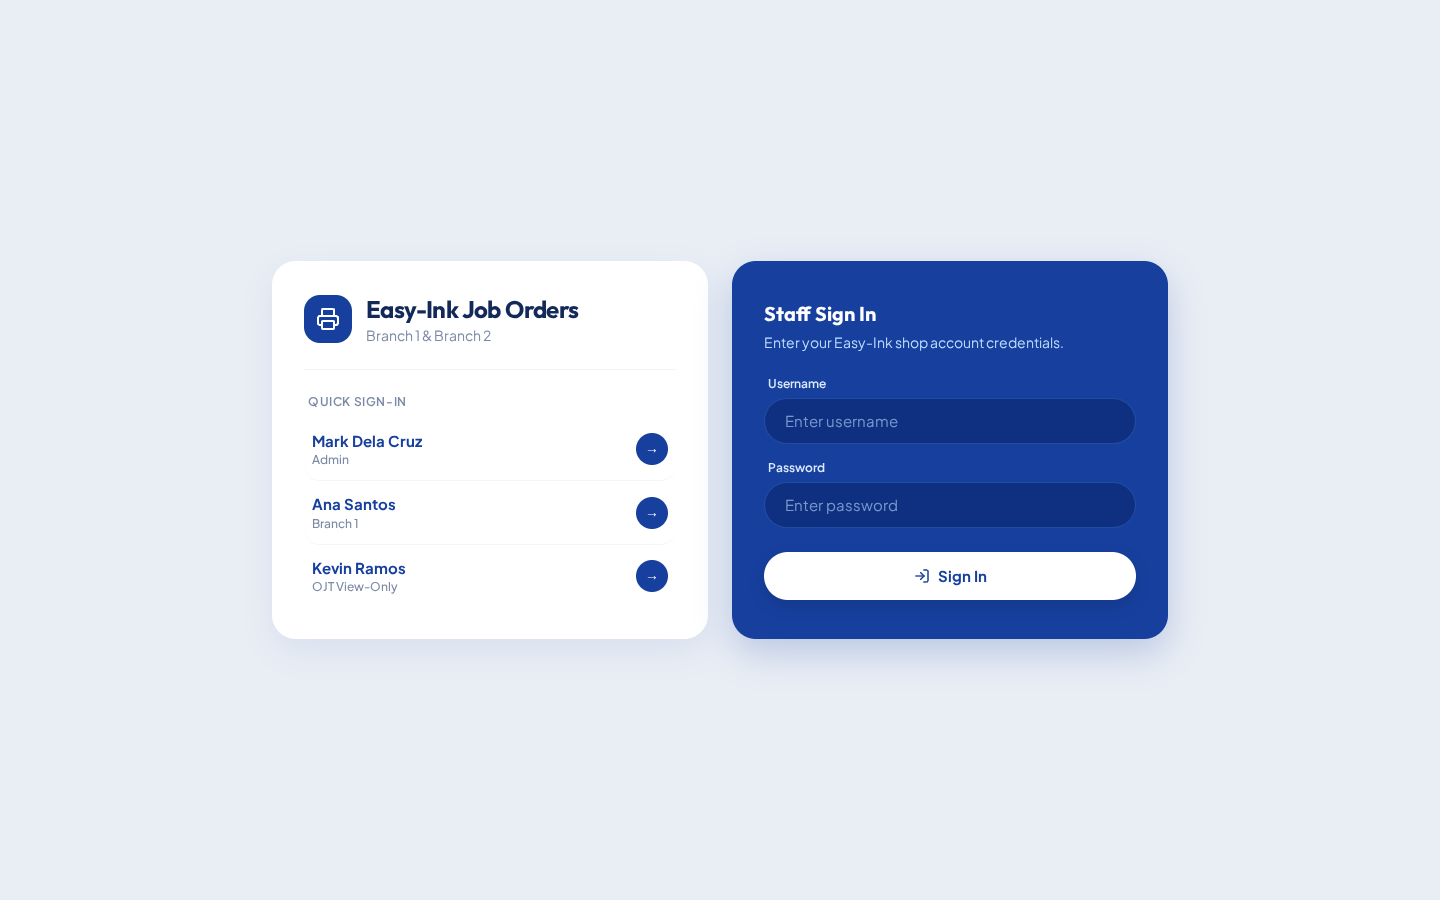 Easy-Ink Job Orders
Branch 1 & Branch 2
QUICK SIGN-IN
Mark Dela Cruz
Admin
→
Ana Santos
Branch 1
→
Kevin Ramos
OJT View-Only
→
Staff Sign In
Enter your Easy-Ink shop account credentials.
Username
Enter username
Password
Enter password
Sign In